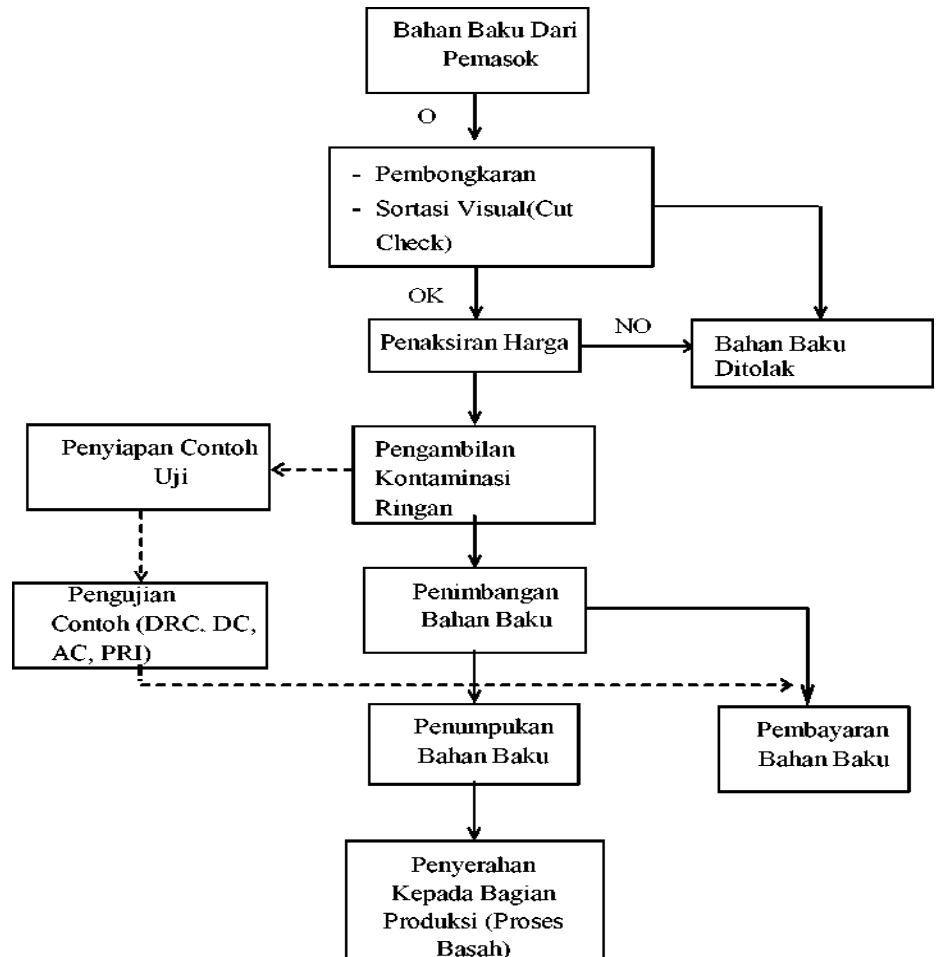 Bahan Baku Dari
Pemasok
O
- Pembongkaran
- Sortasi Visual(Cut
Check)
OK
Penaksiran Harga
NO
Bahan Baku
Ditolak
Penyiapan Contoh
Uji
Pengambilan
Kontaminasi
Ringan
Pengujian
Contoh (DRC. DC,
AC, PRI)
Penimbangan
Bahan Baku
Penumpukan
Bahan Baku
Pembayaran
Bahan Baku
Penyerahan
Kepada Bagian
Produksi (Proses
Basah)